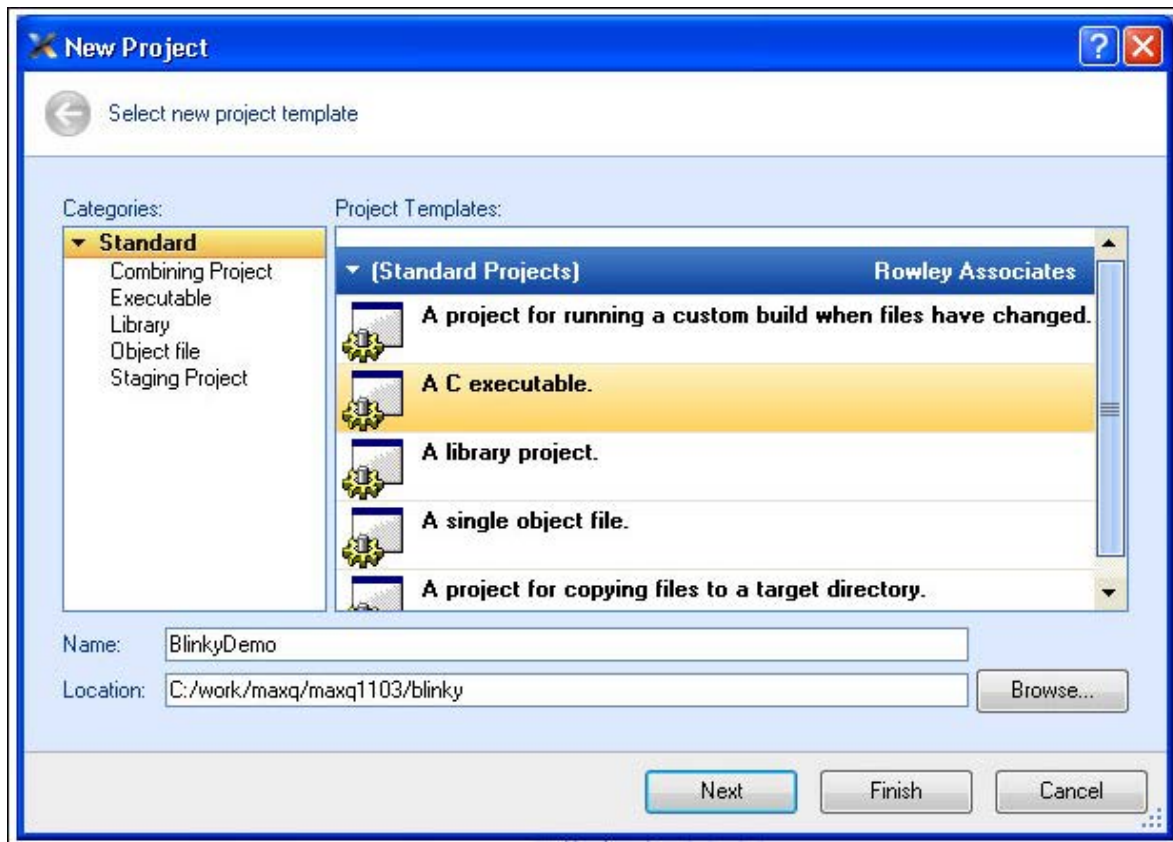 New Project
Select new project template
Categories:
Standard
Combining Project
Executable
Library
Object file
Staging Project
Project Templates:
(Standard Projects) Rowley Associates
A project for running a custom build when files have changed.
A C executable.
A library project.
A single object file.
A project for copying files to a target directory.
Name: BlinkyDemo
Location: C:/work/maxq/maxq1103/blinky Browse...
Next Finish Cancel